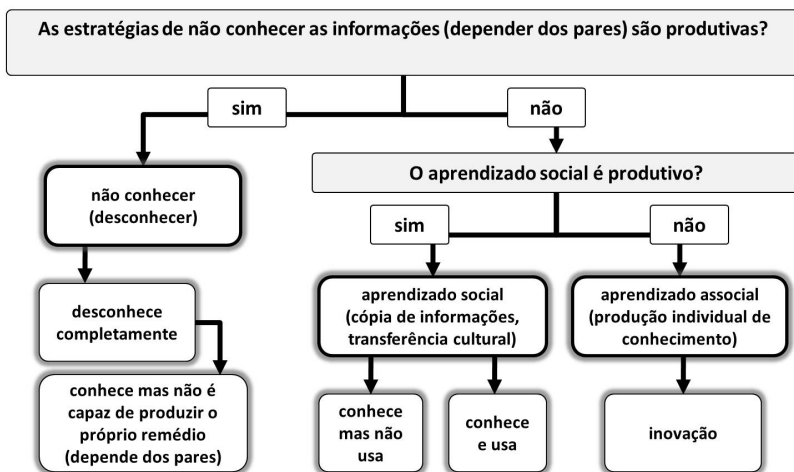 As estratégias de não conhecer as informações (depender dos pares) são produtivas?
sim
não
não conhecer
(desconhecer)
desconhece
completamente
conhece mas não é
capaz de produzir o
próprio remédio
(depende dos pares)
O aprendizado social é produtivo?
sim
não
aprendizado social
(cópia de informações,
transferência cultural)
aprendizado associal
(produção individual de
conhecimento)
conhece
mas não
usa
conhece
e usa
inovação